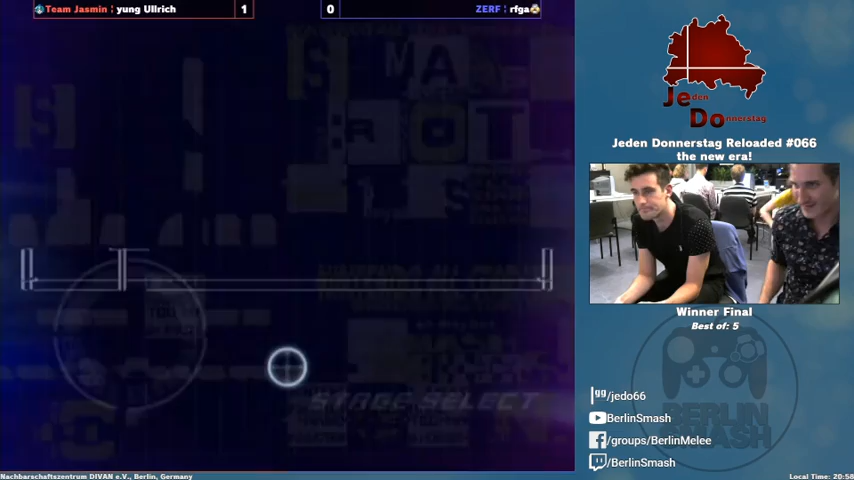 Team Jasmin | yung Ullrich 1
0 ZERF | rfga
Jeden
Donnerstag
Jeden Donnerstag Reloaded #066
the new era!
Winner Final
Best of: 5
STAGE SELECT
BERLIN
SMASH
gg/jedo66
BerlinSmash
/groups/BerlinMelee
/BerlinSmash
Nachbarschaftszentrum DIVAN e.V., Berlin, Germany
Local Time: 20:58